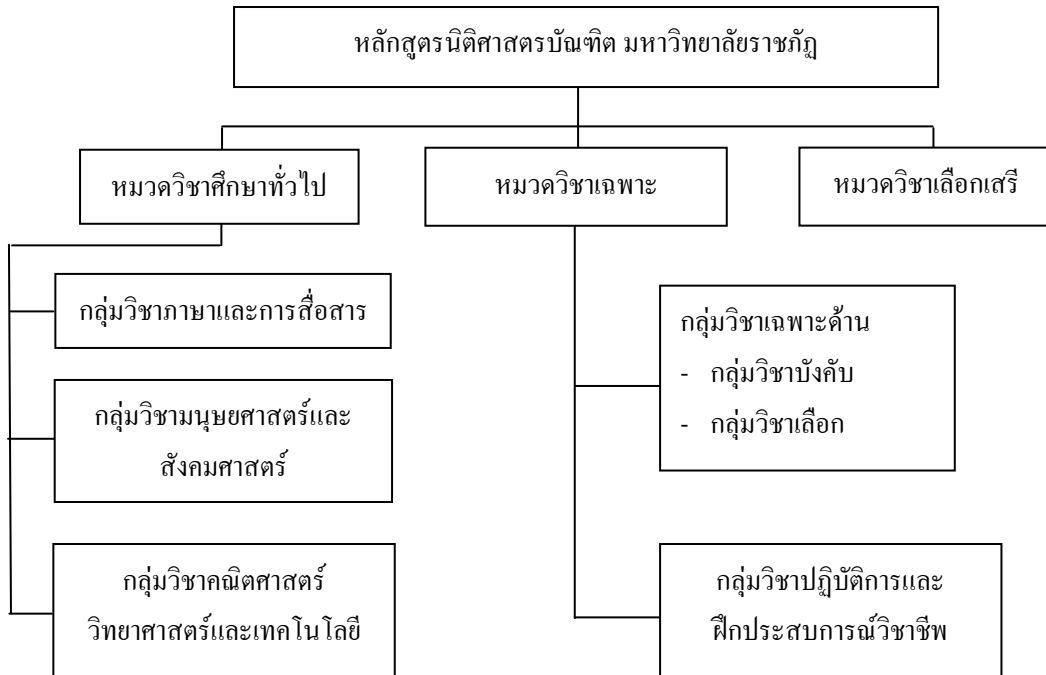 หลักสูตรนิติศาสตรบัณฑิต มหาวิทยาลัยราชภัฏ
หมวดวิชาศึกษาทั่วไป
หมวดวิชาเฉพาะ
หมวดวิชาเลือกเสรี
กลุ่มวิชาภาษาและการสื่อสาร
กลุ่มวิชามนุษยศาสตร์และ
สังคมศาสตร์
กลุ่มวิชาคณิตศาสตร์
วิทยาศาสตร์และเทคโนโลยี
กลุ่มวิชาเฉพาะด้าน
- กลุ่มวิชาบังคับ
- กลุ่มวิชาเลือก
กลุ่มวิชาปฏิบัติการและ
ฝึกประสบการณ์วิชาชีพ